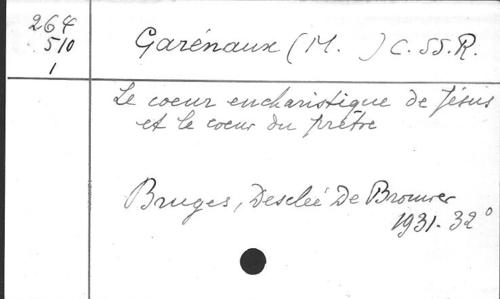 264
510
1
Garénaux (M. ) C.SS.R.
Le coeur eucharistique de Jésus
et le coeur du prêtre
Bruges, Desclée De Brouwer
1931. 32°